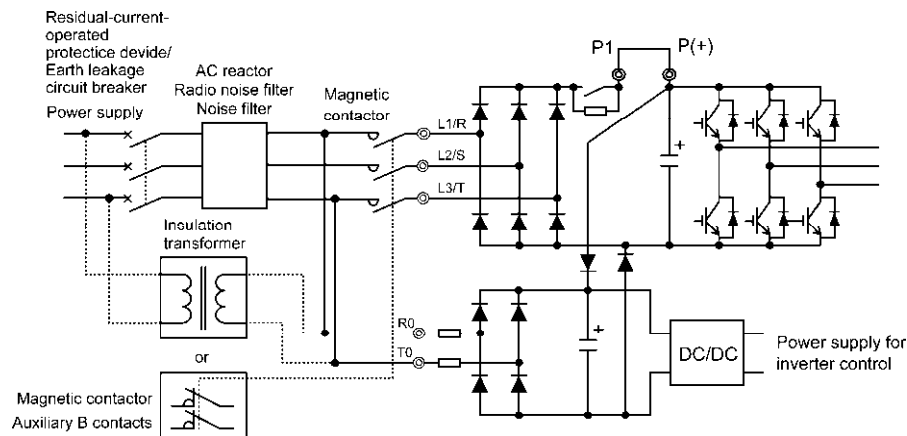 Residual-current-
operated
protectice devide/
Earth leakage
circuit breaker
Power supply
AC reactor
Radio noise filter
Noise filter
Magnetic
contactor
L1/R
L2/S
L3/T
P1
P(+)
+
Insulation
transformer
or
Magnetic contactor
Auxiliary B contacts
R0
T0
+
DC/DC
Power supply for
inverter control